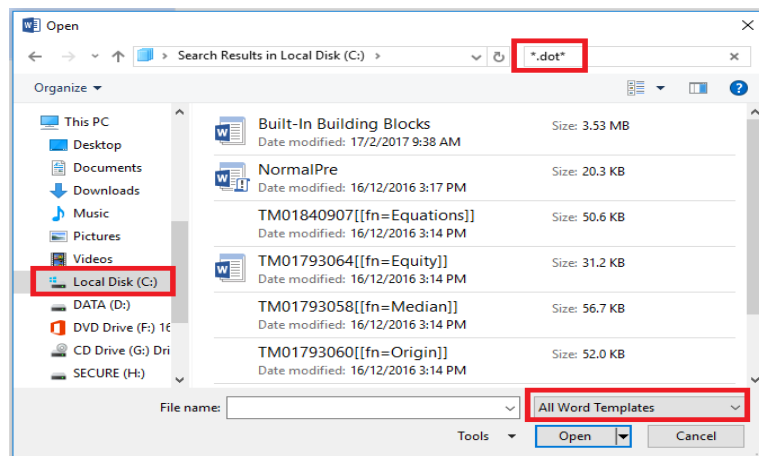 Open
Search Results in Local Disk (C:)
*.dot*
Organize
This PC
Desktop
Documents
Downloads
Music
Pictures
Videos
Local Disk (C:)
DATA (D:)
DVD Drive (F:) 16
CD Drive (G:) Dri
SECURE (H:)
Built-In Building Blocks
Size: 3.53 MB
Date modified: 17/2/2017 9:38 AM
NormalPre
Size: 20.3 KB
Date modified: 16/12/2016 3:17 PM
TM01840907[[fn=Equations]]
Size: 50.6 KB
Date modified: 16/12/2016 3:14 PM
TM01793064[[fn=Equity]]
Size: 31.2 KB
Date modified: 16/12/2016 3:14 PM
TM01793058[[fn=Median]]
Size: 56.7 KB
Date modified: 16/12/2016 3:14 PM
TM01793060[[fn=Origin]]
Size: 52.0 KB
Date modified: 16/12/2016 3:14 PM
File name:
All Word Templates
Tools
Open
Cancel